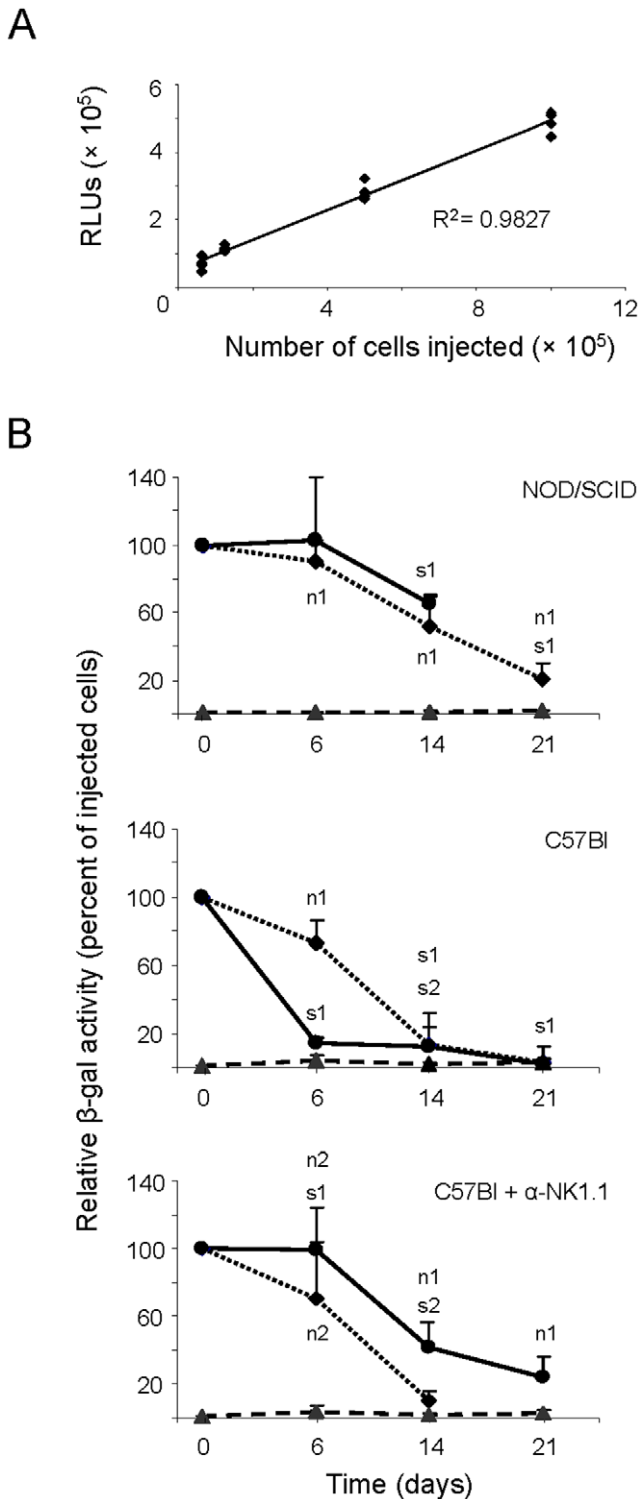 A
RLUs (× 10⁵)
6
4
2
0
R²= 0.9827
4
8
12
Number of cells injected (× 10⁵)
B
Relative β-gal activity (percent of injected cells)
NOD/SCID
140
100
60
20
n1
s1
n1
n1
s1
0
6
14
21
C57Bl
140
100
60
20
n1
s1
s1
s2
s1
0
6
14
21
C57Bl + α-NK1.1
140
100
60
20
n2
s1
n2
n1
s2
n1
0
6
14
21
Time (days)